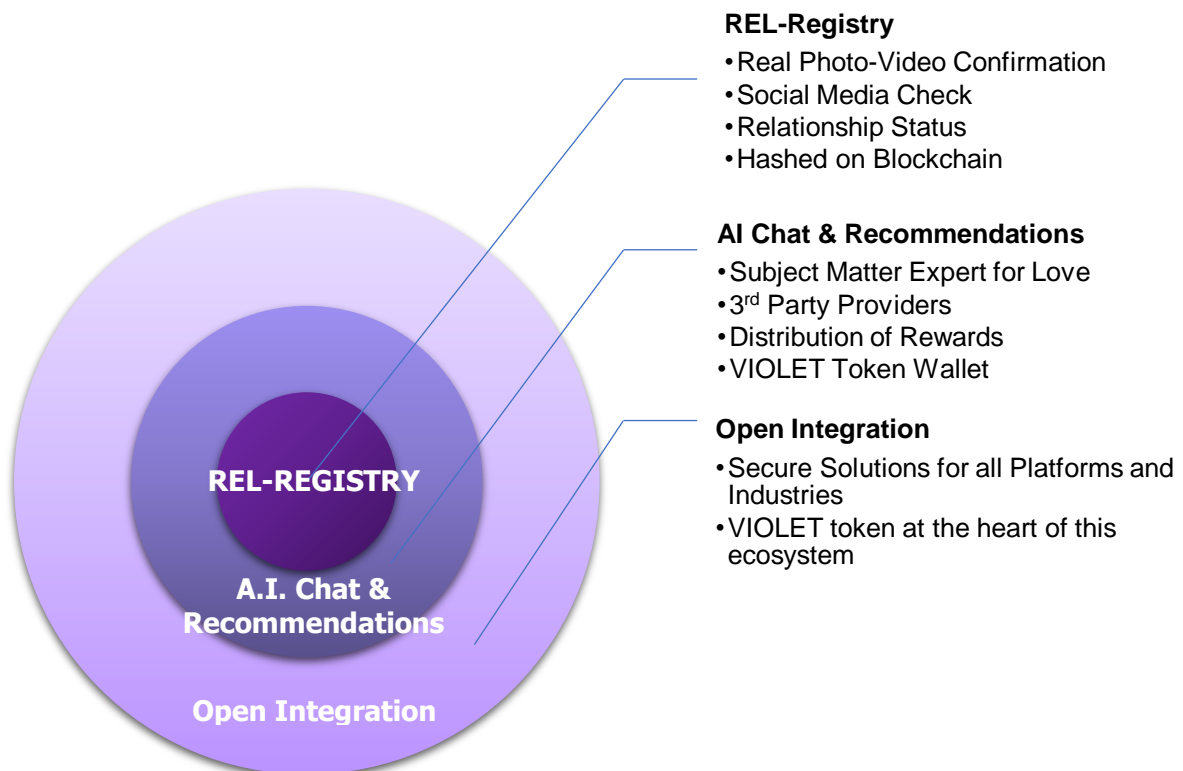 REL-Registry
•Real Photo-Video Confirmation
•Social Media Check
•Relationship Status
•Hashed on Blockchain
AI Chat & Recommendations
•Subject Matter Expert for Love
•3rd Party Providers
•Distribution of Rewards
•VIOLET Token Wallet
Open Integration
•Secure Solutions for all Platforms and
Industries
•VIOLET token at the heart of this
ecosystem
REL-REGISTRY
A.I. Chat &
Recommendations
Open Integration